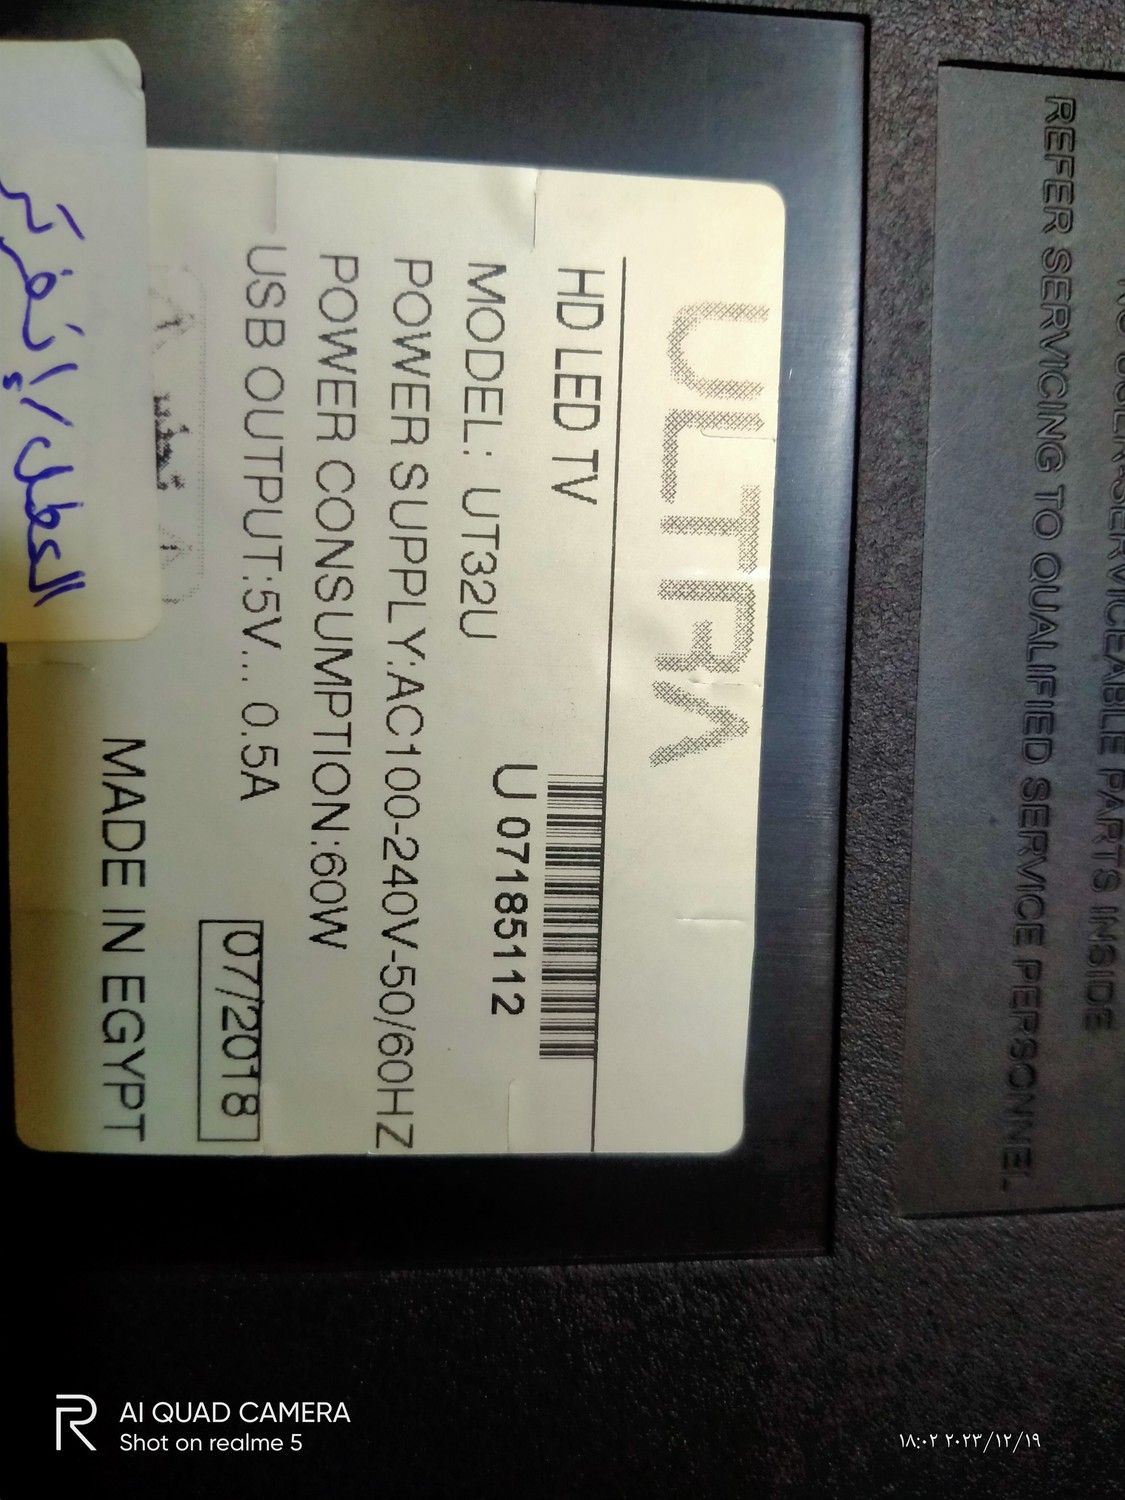 NO USER-SERVICEABLE PARTS INSIDE
REFER SERVICING TO QUALIFIED SERVICE PERSONNEL
ULTRA
HD LED TV
MODEL: UT32U
U 07185112
POWER SUPPLY:AC100-240V-50/60HZ
POWER CONSUMPTION:60W
USB OUTPUT:5V... 0.5A
07/2018
MADE IN EGYPT
العطل/
AI QUAD CAMERA
Shot on realme 5
٢٠٢٣/١٢/١٩ ١٨:٠٢